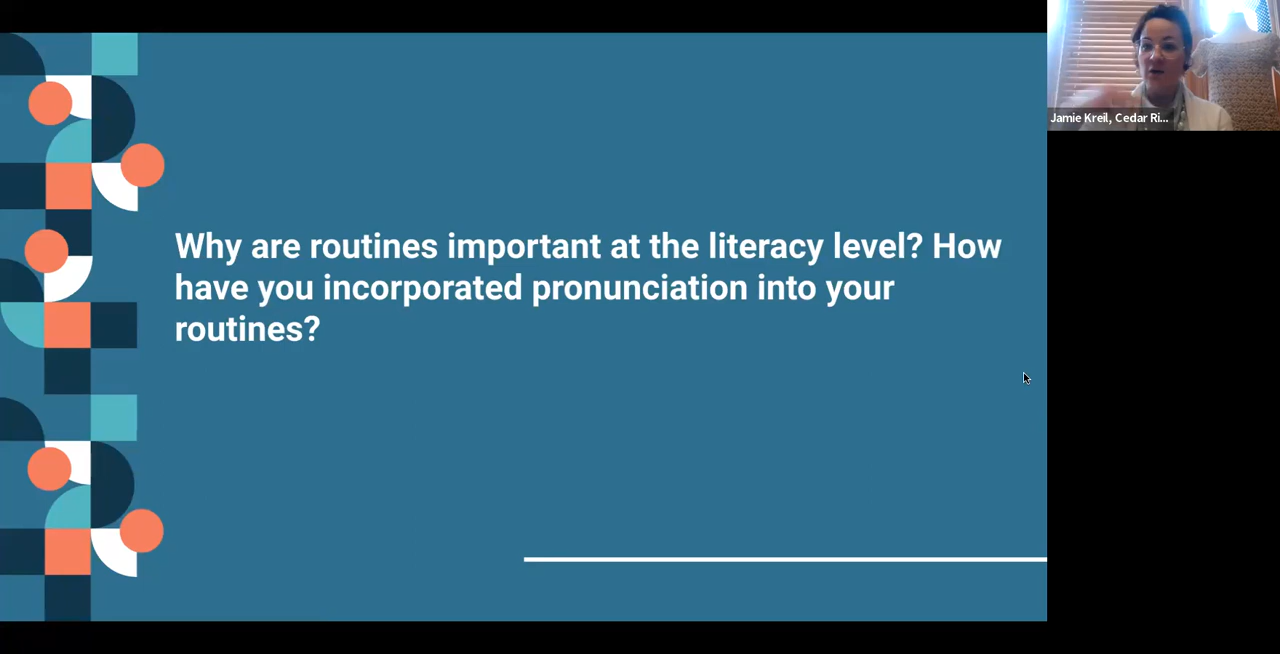 Why are routines important at the literacy level? How
have you incorporated pronunciation into your
routines?
Jamie Kreil, Cedar Ri...